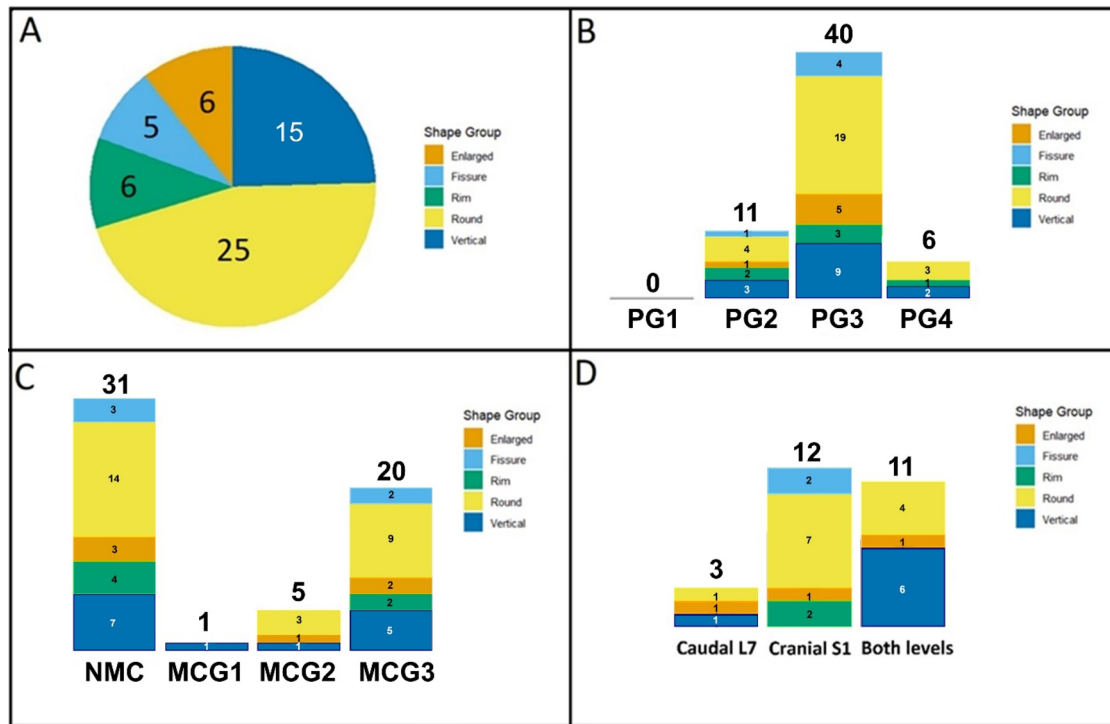 A
6
15
5
6
25
Shape Group
Enlarged
Fissure
Rim
Round
Vertical
B
40
4
19
5
3
9
11
1
4
1
2
3
6
3
1
2
0
PG1 PG2 PG3 PG4
Shape Group
Enlarged
Fissure
Rim
Round
Vertical
C
31
3
14
3
4
7
1
1
5
3
1
1
20
2
9
2
2
5
NMC MCG1 MCG2 MCG3
Shape Group
Enlarged
Fissure
Rim
Round
Vertical
D
3
1
1
1
12
2
7
1
2
11
4
1
6
Caudal L7 Cranial S1 Both levels
Shape Group
Enlarged
Fissure
Rim
Round
Vertical